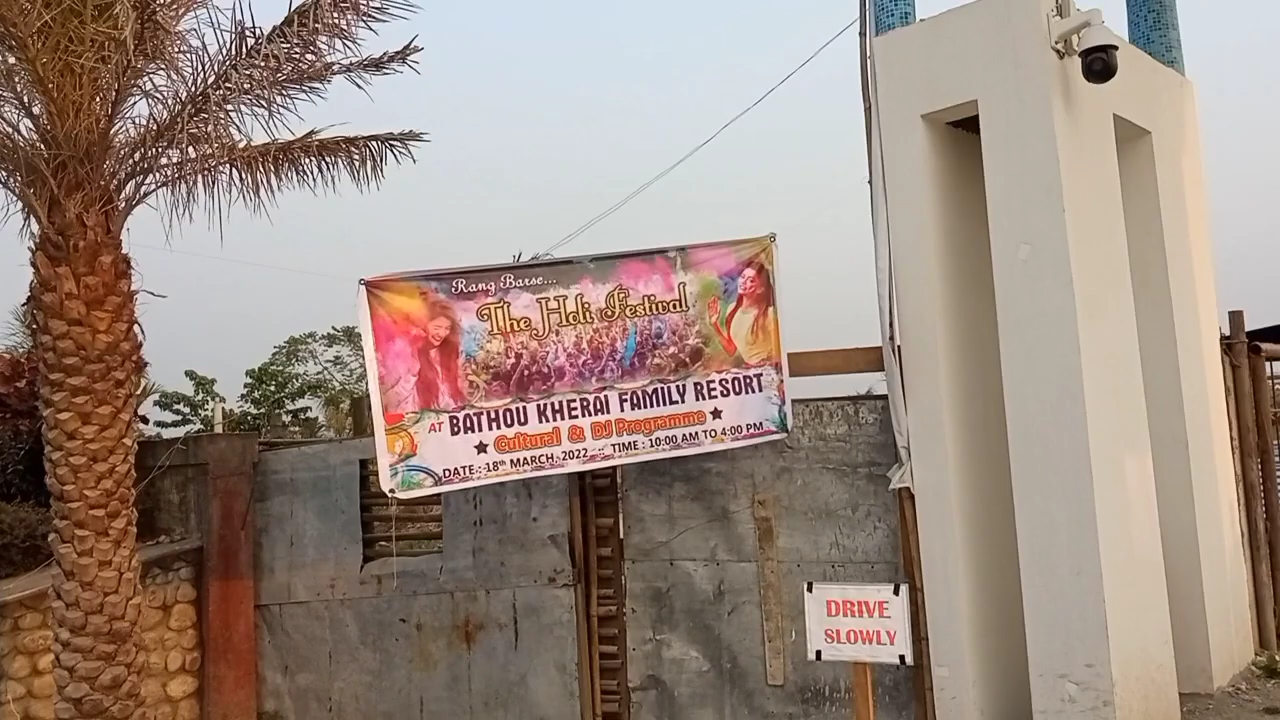 Rang Barse...
The Holi Festival
AT BATHOU KHERAI FAMILY RESORT
★ Cultural & DJ Programme ★
DATE : 18th MARCH, 2022 :: TIME : 10:00 AM TO 4:00 PM
DRIVE
SLOWLY